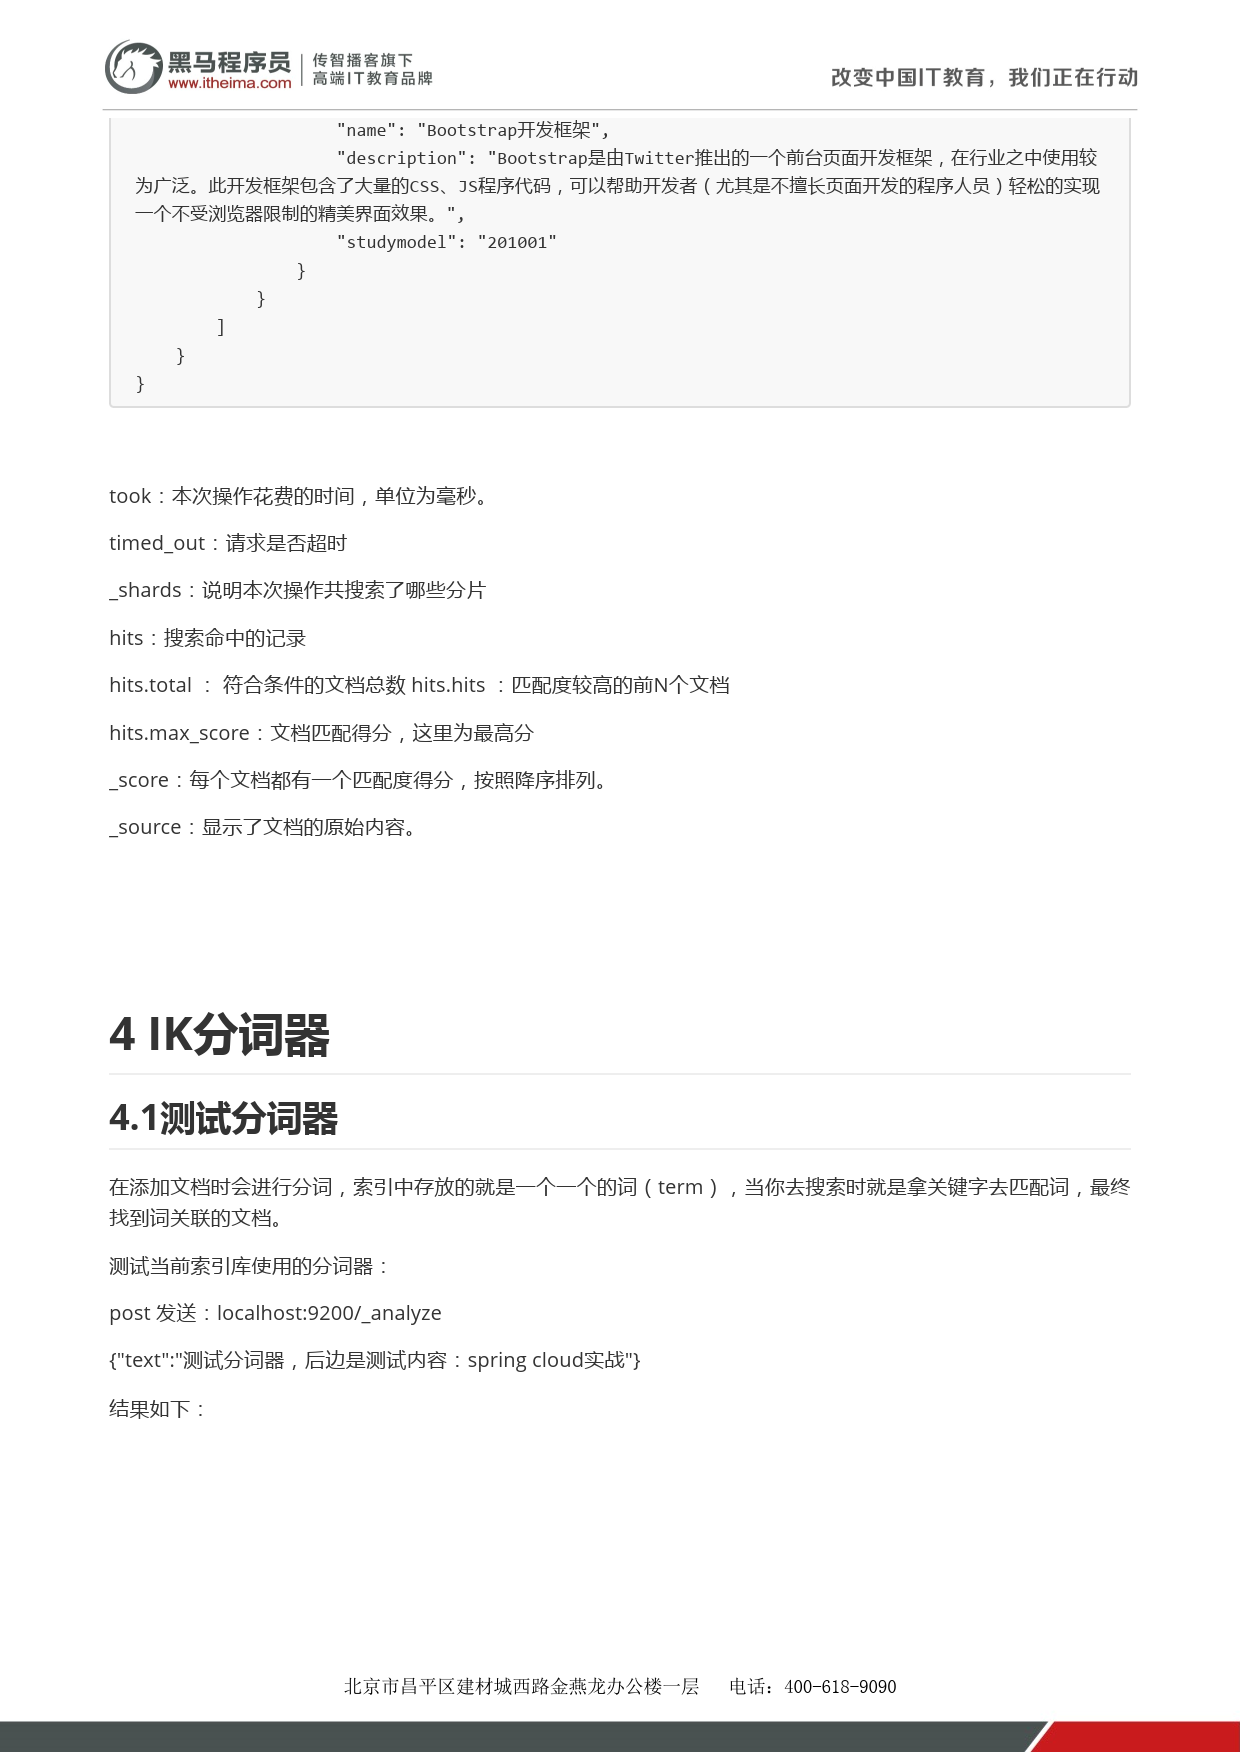 黑马程序员
www.itheima.com
传智播客旗下
高端IT教育品牌
改变中国IT教育，我们正在行动
"name": "Bootstrap开发框架",
"description": "Bootstrap是由Twitter推出的一个前台页面开发框架，在行业之中使用较
为广泛。此开发框架包含了大量的CSS、JS程序代码，可以帮助开发者（尤其是不擅长页面开发的程序人员）轻松的实现
一个不受浏览器限制的精美界面效果。",
"studymodel": "201001"
}
}
]
}
}
took：本次操作花费的时间，单位为毫秒。
timed_out：请求是否超时
_shards：说明本次操作共搜索了哪些分片
hits：搜索命中的记录
hits.total ： 符合条件的文档总数 hits.hits ：匹配度较高的前N个文档
hits.max_score：文档匹配得分，这里为最高分
_score：每个文档都有一个匹配度得分，按照降序排列。
_source：显示了文档的原始内容。
4 IK分词器
4.1测试分词器
在添加文档时会进行分词，索引中存放的就是一个一个的词（term），当你去搜索时就是拿关键字去匹配词，最终
找到词关联的文档。
测试当前索引库使用的分词器：
post 发送：localhost:9200/_analyze
{"text":"测试分词器，后边是测试内容：spring cloud实战"}
结果如下：
北京市昌平区建材城西路金燕龙办公楼一层 电话：400-618-9090